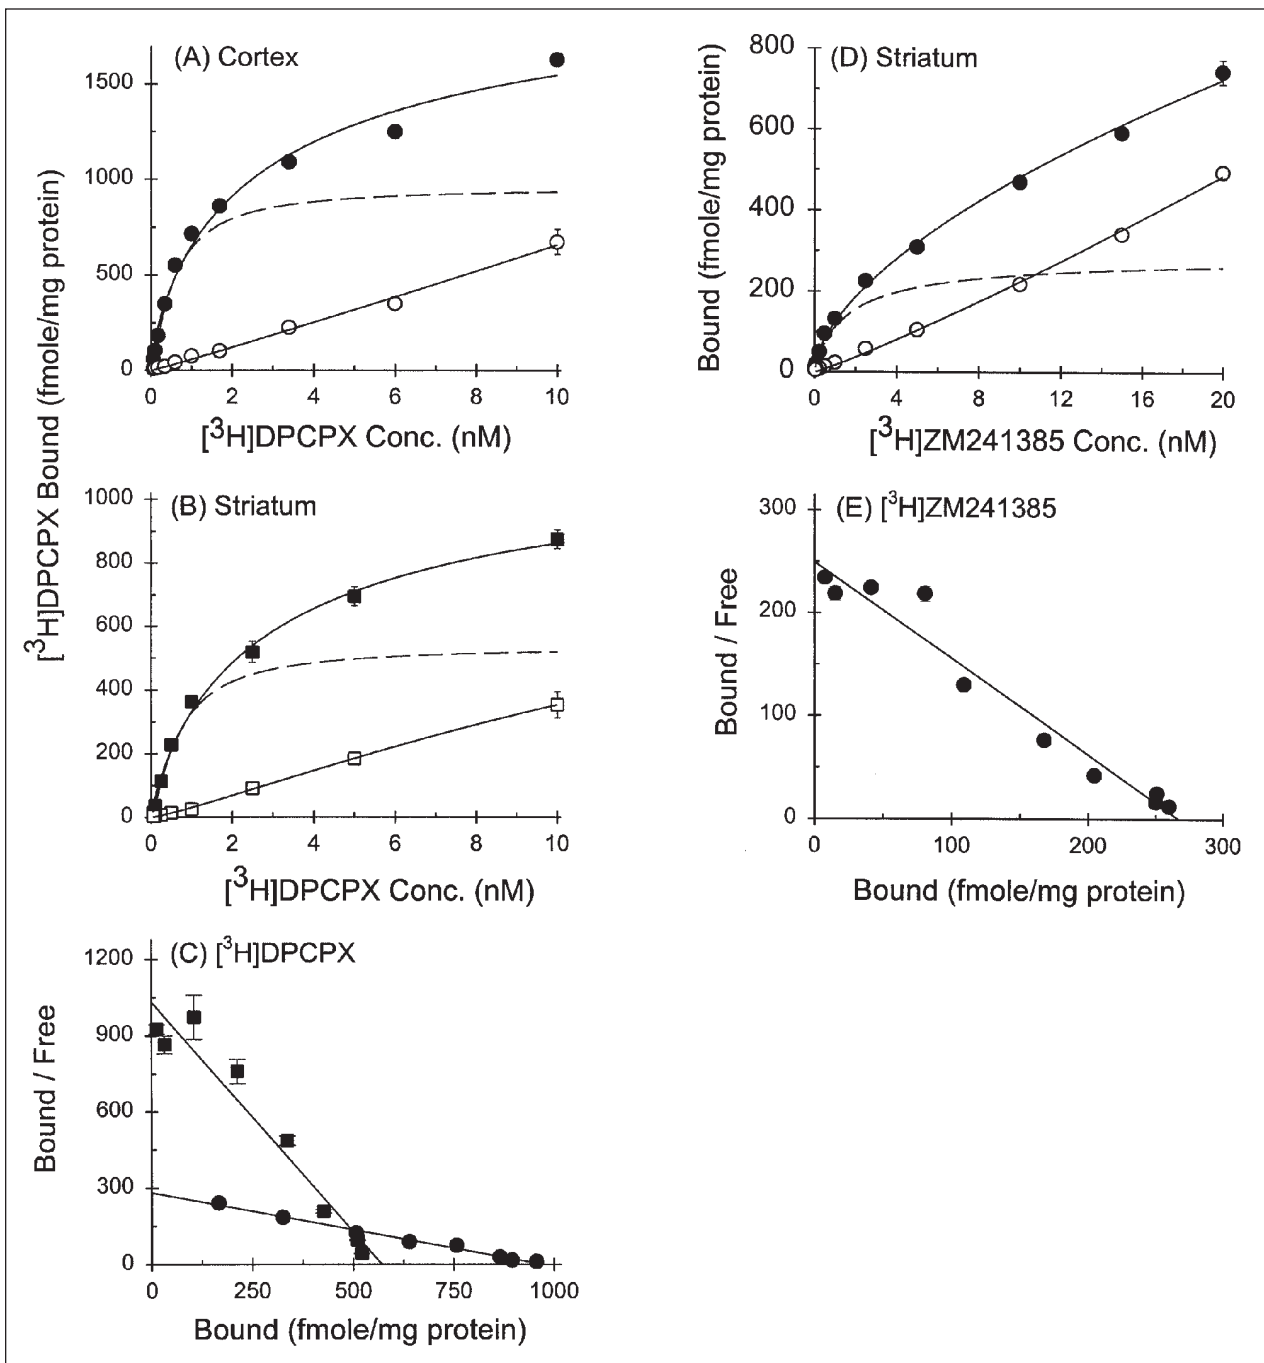 (A) Cortex
1500
1000
500
0
0 2 4 6 8 10
[³H]DPCPX Conc. (nM)
[³H]DPCPX Bound (fmole/mg protein)
(B) Striatum
1000
800
600
400
200
0
0 2 4 6 8 10
[³H]DPCPX Conc. (nM)
(C) [³H]DPCPX
1200
900
600
300
0
Bound / Free
0 250 500 750 1000
Bound (fmole/mg protein)
(D) Striatum
800
600
400
200
0
Bound (fmole/mg protein)
0 4 8 12 16 20
[³H]ZM241385 Conc. (nM)
(E) [³H]ZM241385
300
200
100
0
Bound / Free
0 100 200 300
Bound (fmole/mg protein)